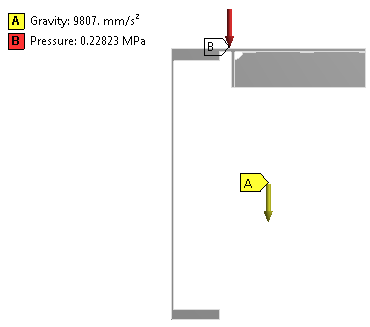 A Gravity: 9807. mm/s²
B Pressure: 0.22823 MPa
B
A